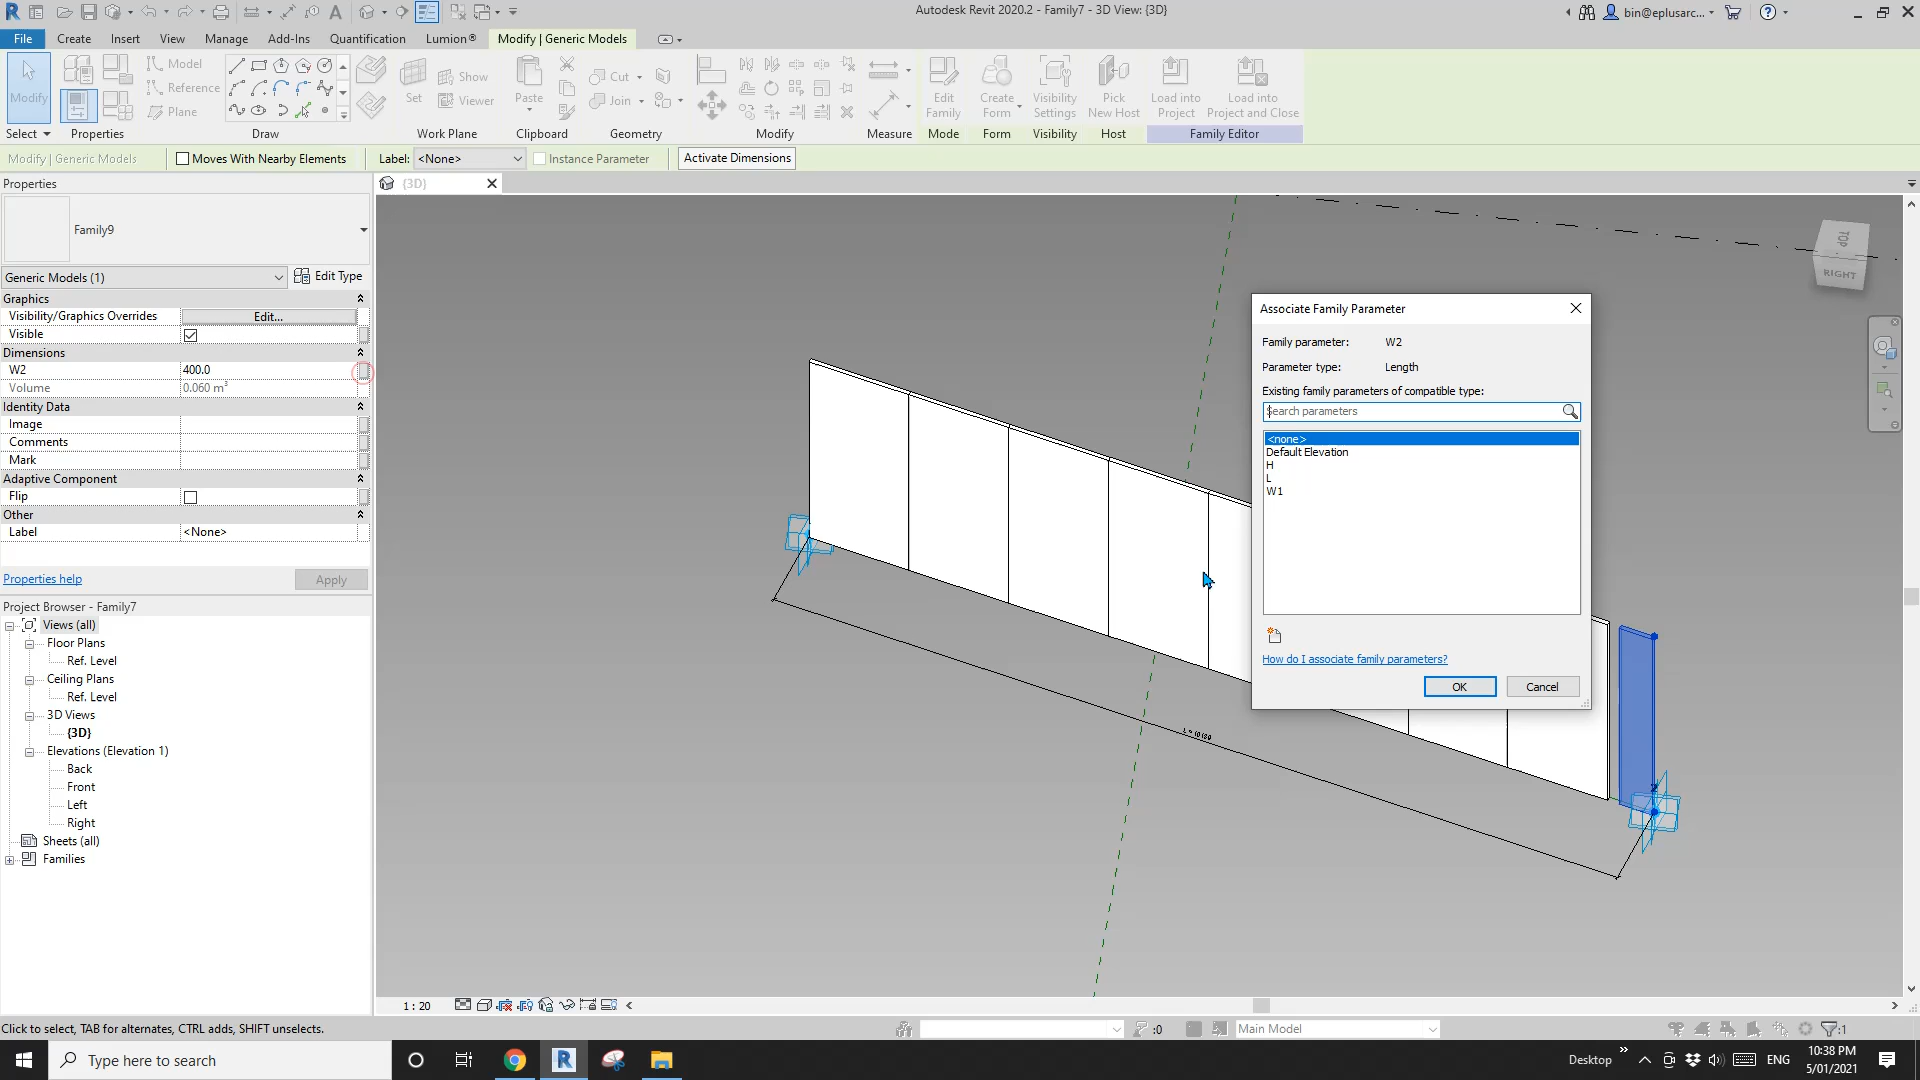 Autodesk Revit 2020.2 - Family7 - 3D View: {3D}
bin@eplusarc...
File Create Insert View Manage Add-Ins Quantification Lumion® Modify | Generic Models
Modify
Select
Properties
Model
Reference
Plane
Draw
Set
Show
Viewer
Work Plane
Paste
Clipboard
Cut
Join
Geometry
Modify
Measure
Edit
Family
Mode
Create
Form
Form
Visibility
Settings
Visibility
Pick
New Host
Host
Load into
Project
Load into
Project and Close
Family Editor
Modify | Generic Models
Moves With Nearby Elements
Label: <None>
Instance Parameter
Activate Dimensions
Properties
{3D}
Family9
Generic Models (1)
Edit Type
Graphics
Visibility/Graphics Overrides Edit...
Visible
Dimensions
W2 400.0
Volume 0.060 m³
Identity Data
Image
Comments
Mark
Adaptive Component
Flip
Other
Label <None>
Properties help
Apply
Project Browser - Family7
Views (all)
Floor Plans
Ref. Level
Ceiling Plans
Ref. Level
3D Views
{3D}
Elevations (Elevation 1)
Back
Front
Left
Right
Sheets (all)
Families
TOP
RIGHT
Associate Family Parameter
Family parameter: W2
Parameter type: Length
Existing family parameters of compatible type:
Search parameters
<none>
Default Elevation
H
L
W1
How do I associate family parameters?
OK
Cancel
1 : 20
Click to select, TAB for alternates, CTRL adds, SHIFT unselects.
:0
Main Model
:1
Type here to search
Desktop
ENG
10:38 PM
5/01/2021